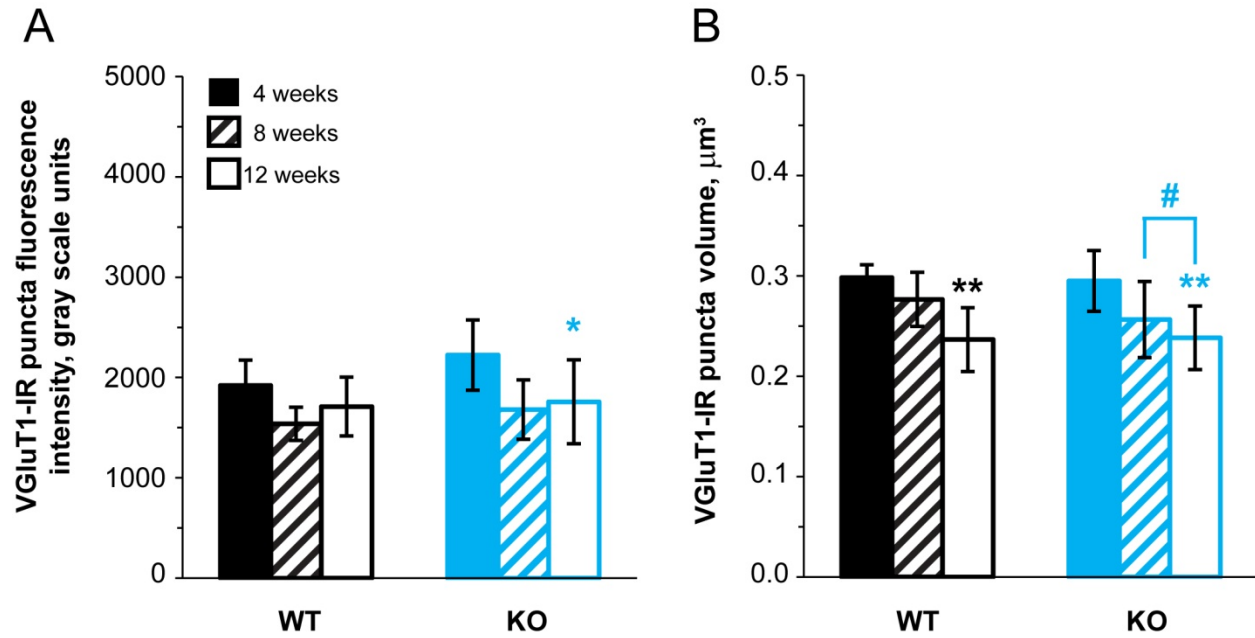 A
VGluT1-IR puncta fluorescence
intensity, gray scale units
5000
4000
3000
2000
1000
0
4 weeks
8 weeks
12 weeks
*
WT
KO
B
VGluT1-IR puncta volume, μm³
0.5
0.4
0.3
0.2
0.1
0.0
**
#
**
WT
KO